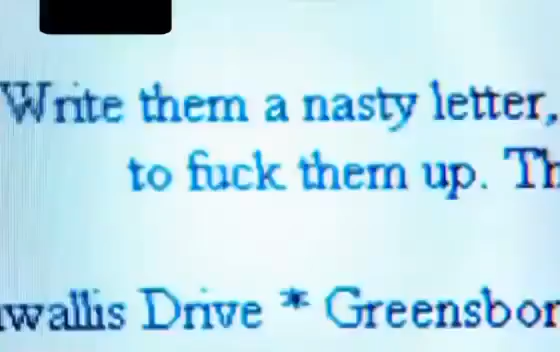 Write them a nasty letter,
to fuck them up. Th
wallis Drive * Greensbor